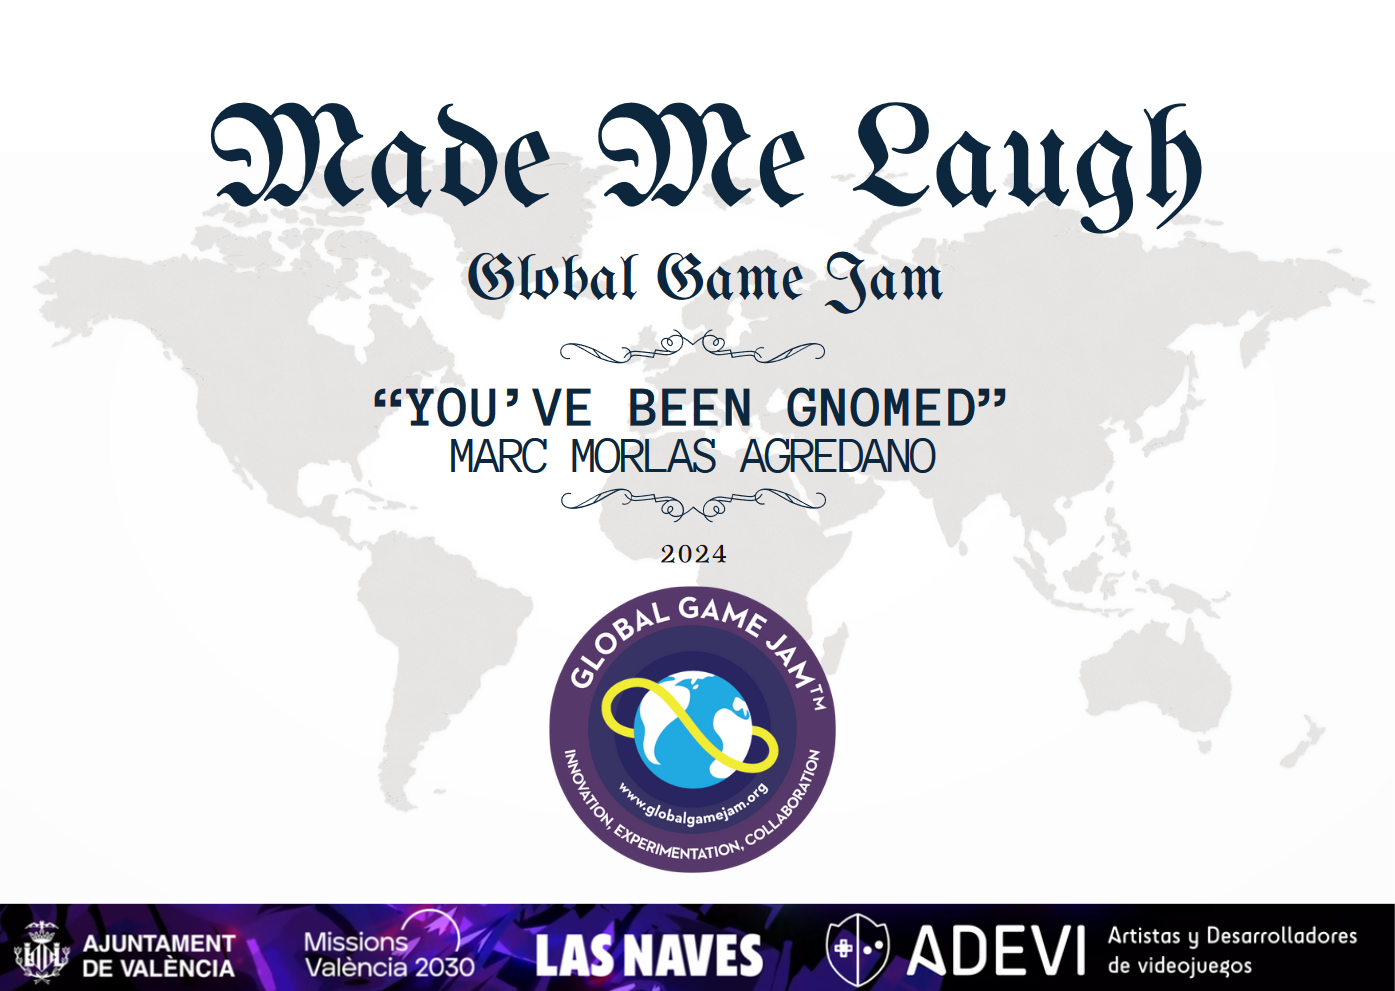 Made Me Laugh
Global Game Jam
“YOU’VE BEEN GNOMED”
MARC MORLAS AGREDANO
2024
GLOBAL GAME JAM™
www.globalgamejam.org
INNOVATION, EXPERIMENTATION, COLLABORATION
AJUNTAMENT
DE VALÈNCIA
Missions
València 2030
LAS NAVES
ADEVI
Artistas y Desarrolladores
de videojuegos